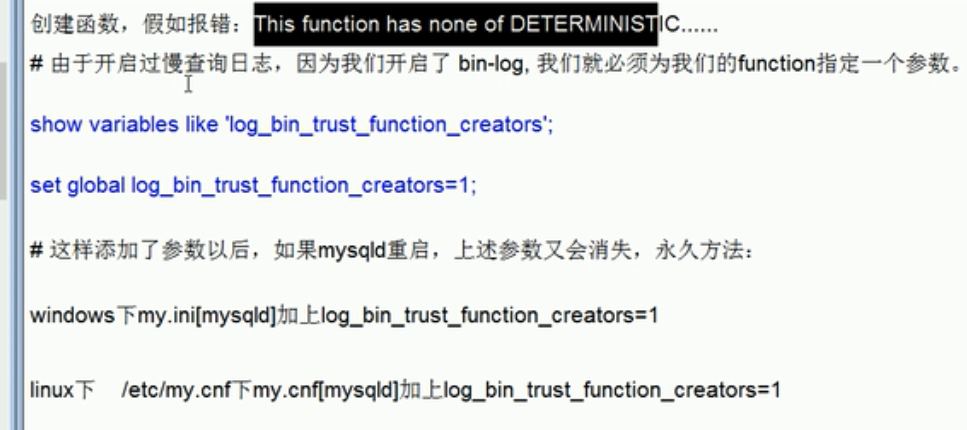 创建函数，假如报错：This function has none of DETERMINISTIC......
# 由于开启过慢查询日志，因为我们开启了 bin-log, 我们就必须为我们的function指定一个参数。
show variables like 'log_bin_trust_function_creators';
set global log_bin_trust_function_creators=1;
# 这样添加了参数以后，如果mysqld重启，上述参数又会消失，永久方法：
windows下my.ini[mysqld]加上log_bin_trust_function_creators=1
linux下 /etc/my.cnf下my.cnf[mysqld]加上log_bin_trust_function_creators=1